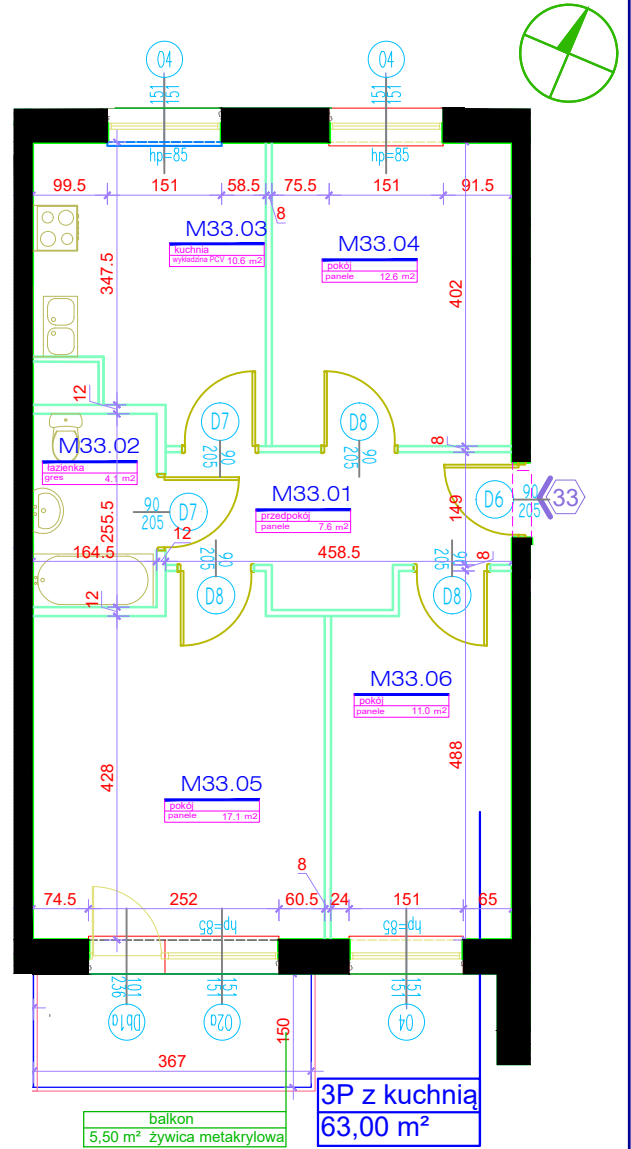 04
04
151
151
151
151
hp=85
hp=85
99.5
151
58.5
75.5
151
91.5
8
M33.03
kuchnia
wykładzina PCV 10.6 m2
M33.04
pokój
panele 12.6 m2
347.5
402
12
D7
D8
90
205
90
205
8
M33.02
łazienka
gres 4.1 m2
M33.01
przedpokój
panele 7.6 m2
90
205
D7
D6
90
205
33
149
255.5
12
164.5
458.5
8
90
205
90
205
12
D8
D8
M33.06
pokój
panele 11.0 m2
428
488
M33.05
pokój
panele 17.1 m2
8
74.5
252
60.5
24
151
65
hp=85
hp=85
101
236
151
151
151
151
Db1a
02a
04
150
367
balkon
5,50 m² żywica metakrylowa
3P z kuchnią
63,00 m²